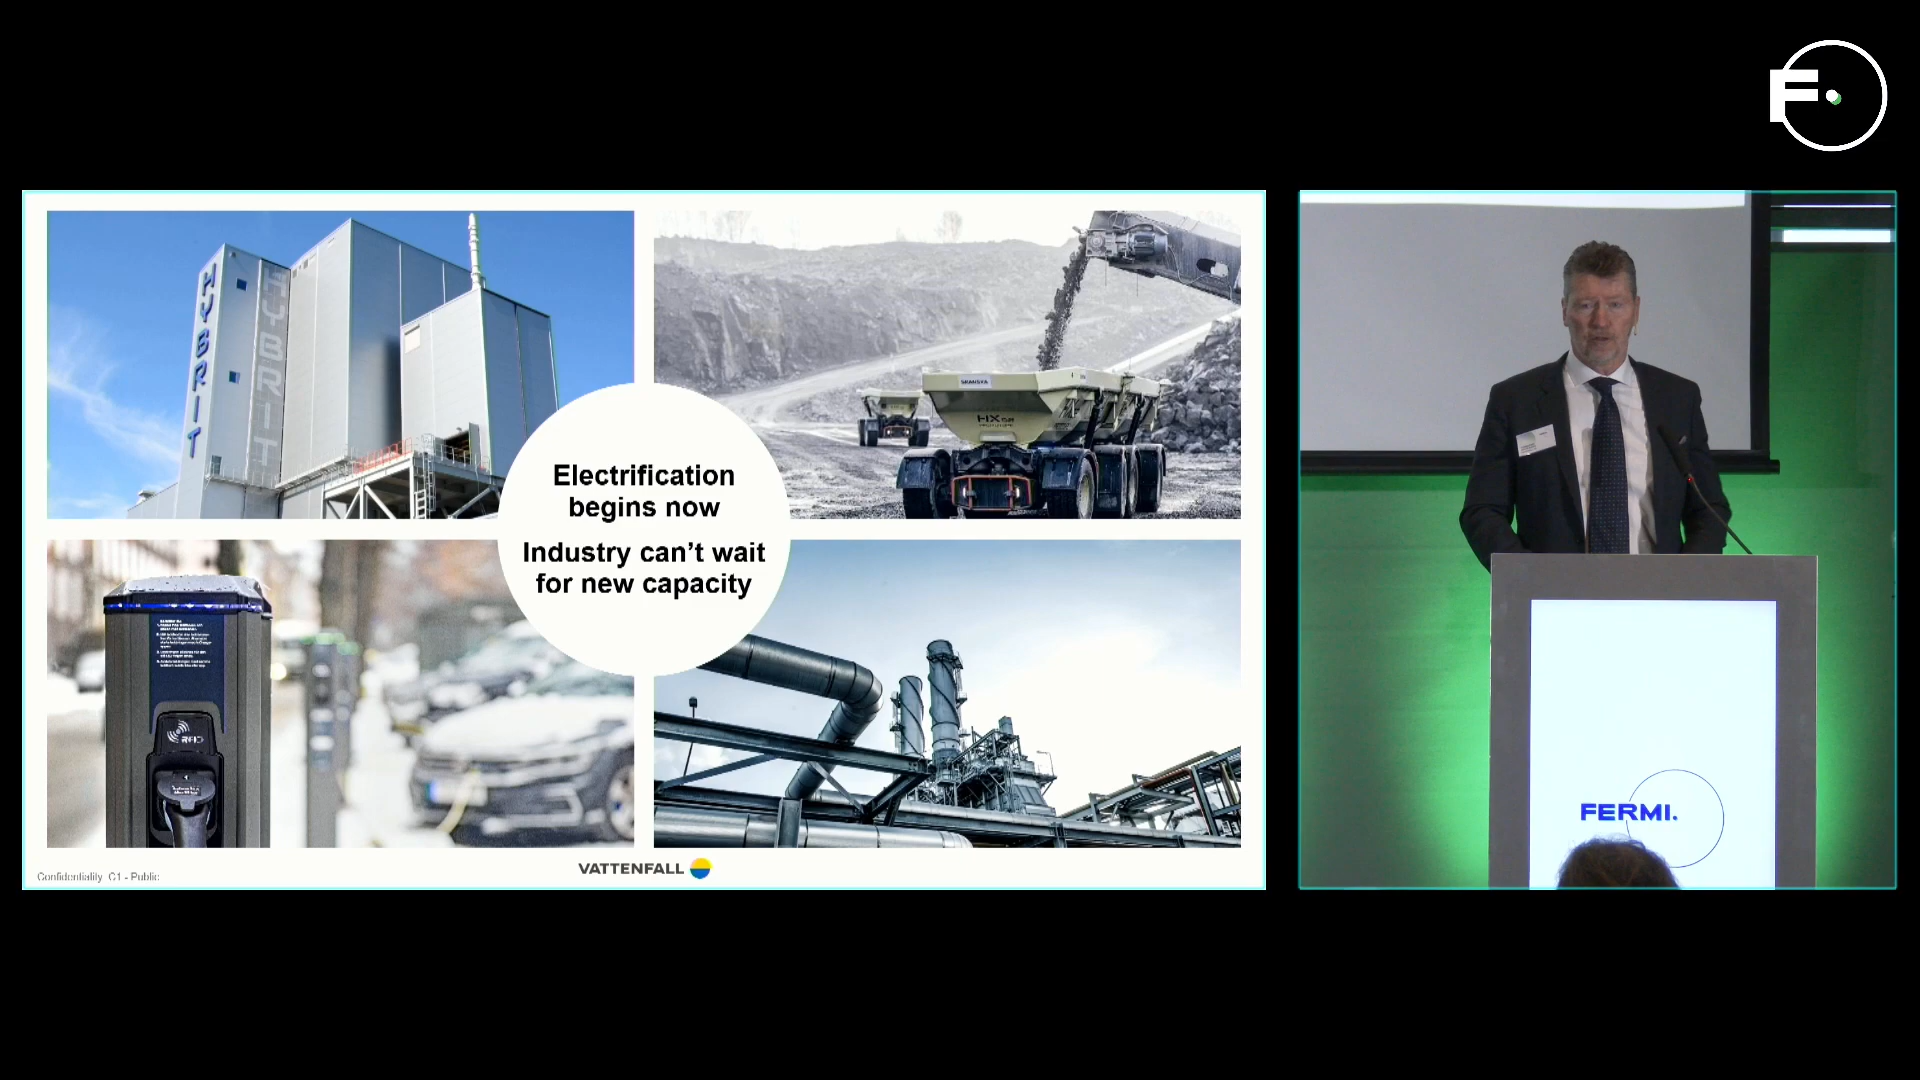 F.
HYBRIT
HYBRIT
SKANSKA
HX
Electrification
begins now
Industry can't wait
for new capacity
RFID
VATTENFALL
Confidentiality C1 - Public
FERMI.